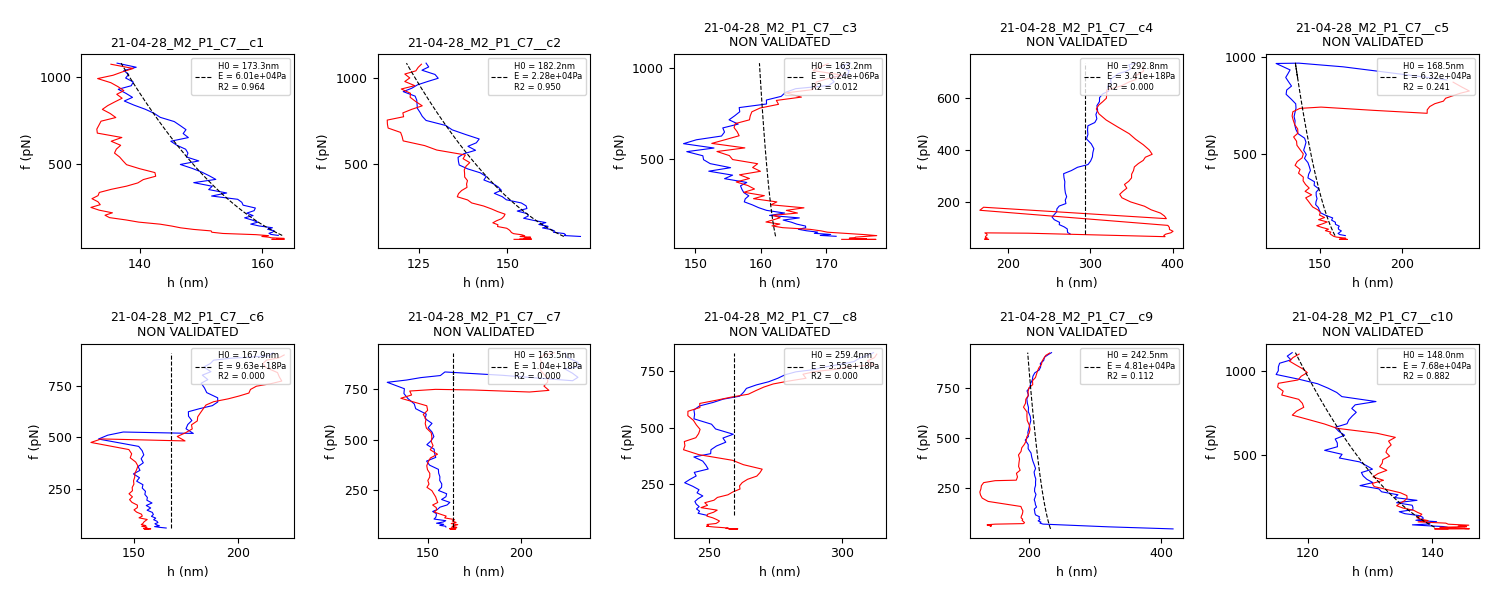 21-04-28_M2_P1_C7__c1
H0 = 173.3nm
E = 6.01e+04Pa
R2 = 0.964
1000
500
f (pN)
140
160
h (nm)
21-04-28_M2_P1_C7__c2
H0 = 182.2nm
E = 2.28e+04Pa
R2 = 0.950
1000
500
f (pN)
125
150
h (nm)
21-04-28_M2_P1_C7__c3
NON VALIDATED
H0 = 163.2nm
E = 6.24e+06Pa
R2 = 0.012
1000
500
f (pN)
150
160
170
h (nm)
21-04-28_M2_P1_C7__c4
NON VALIDATED
H0 = 292.8nm
E = 3.41e+18Pa
R2 = 0.000
600
400
200
f (pN)
200
300
400
h (nm)
21-04-28_M2_P1_C7__c5
NON VALIDATED
H0 = 168.5nm
E = 6.32e+04Pa
R2 = 0.241
1000
500
f (pN)
150
200
h (nm)
21-04-28_M2_P1_C7__c6
NON VALIDATED
H0 = 167.9nm
E = 9.63e+18Pa
R2 = 0.000
750
500
250
f (pN)
150
200
h (nm)
21-04-28_M2_P1_C7__c7
NON VALIDATED
H0 = 163.5nm
E = 1.04e+18Pa
R2 = 0.000
750
500
250
f (pN)
150
200
h (nm)
21-04-28_M2_P1_C7__c8
NON VALIDATED
H0 = 259.4nm
E = 3.55e+18Pa
R2 = 0.000
750
500
250
f (pN)
250
300
h (nm)
21-04-28_M2_P1_C7__c9
NON VALIDATED
H0 = 242.5nm
E = 4.81e+04Pa
R2 = 0.112
750
500
250
f (pN)
200
400
h (nm)
21-04-28_M2_P1_C7__c10
NON VALIDATED
H0 = 148.0nm
E = 7.68e+04Pa
R2 = 0.882
1000
500
f (pN)
120
140
h (nm)